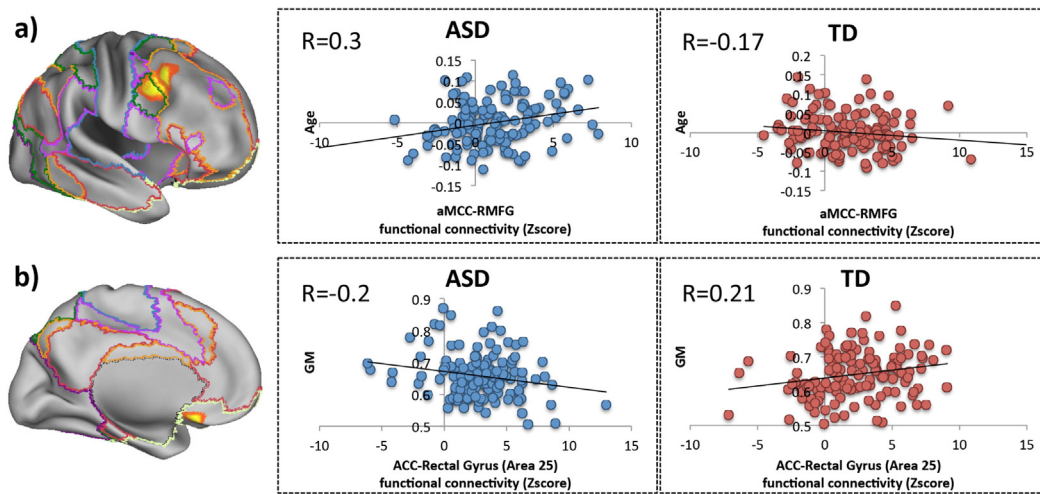 a)
R=0.3
ASD
0.15
0.1
0.05
0
-0.05
-0.1
-0.15
Age
-10
-5
0
5
10
aMCC-RMFG
functional connectivity (Zscore)
R=-0.17
TD
0.2
0.15
0.1
0.05
0
-0.05
-0.1
-0.15
Age
-10
-5
0
5
10
15
aMCC-RMFG
functional connectivity (Zscore)
b)
R=-0.2
ASD
0.9
0.8
0.7
0.6
0.5
GM
-10
-5
0
5
10
15
ACC-Rectal Gyrus (Area 25)
functional connectivity (Zscore)
R=0.21
TD
0.9
0.8
0.7
0.6
0.5
GM
-10
-5
0
5
10
15
ACC-Rectal Gyrus (Area 25)
functional connectivity (Zscore)